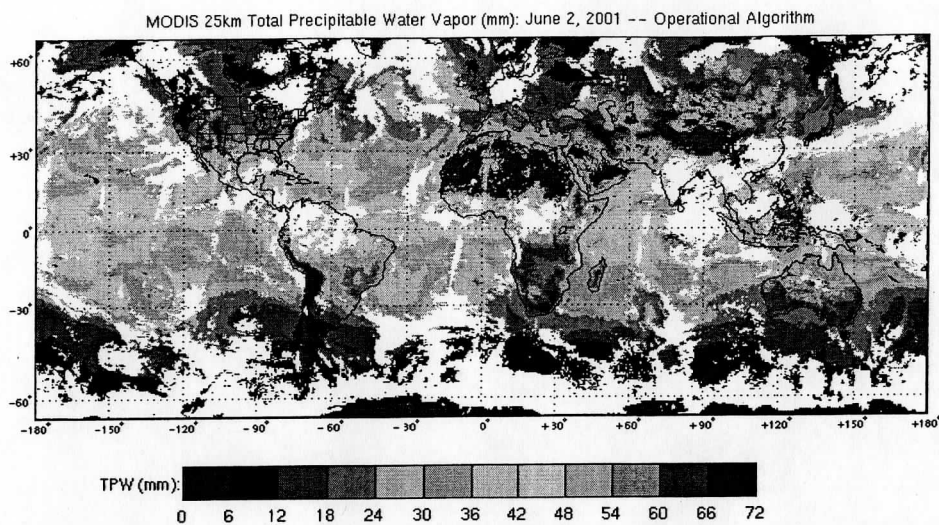 MODIS 25km Total Precipitable Water Vapor (mm): June 2, 2001 -- Operational Algorithm
+60°
+30°
0°
-30°
-60°
-180° -150° -120° -90° -60° -30° 0° +30° +60° +90° +120° +150° +180°
TPW (mm):
0 6 12 18 24 30 36 42 48 54 60 66 72